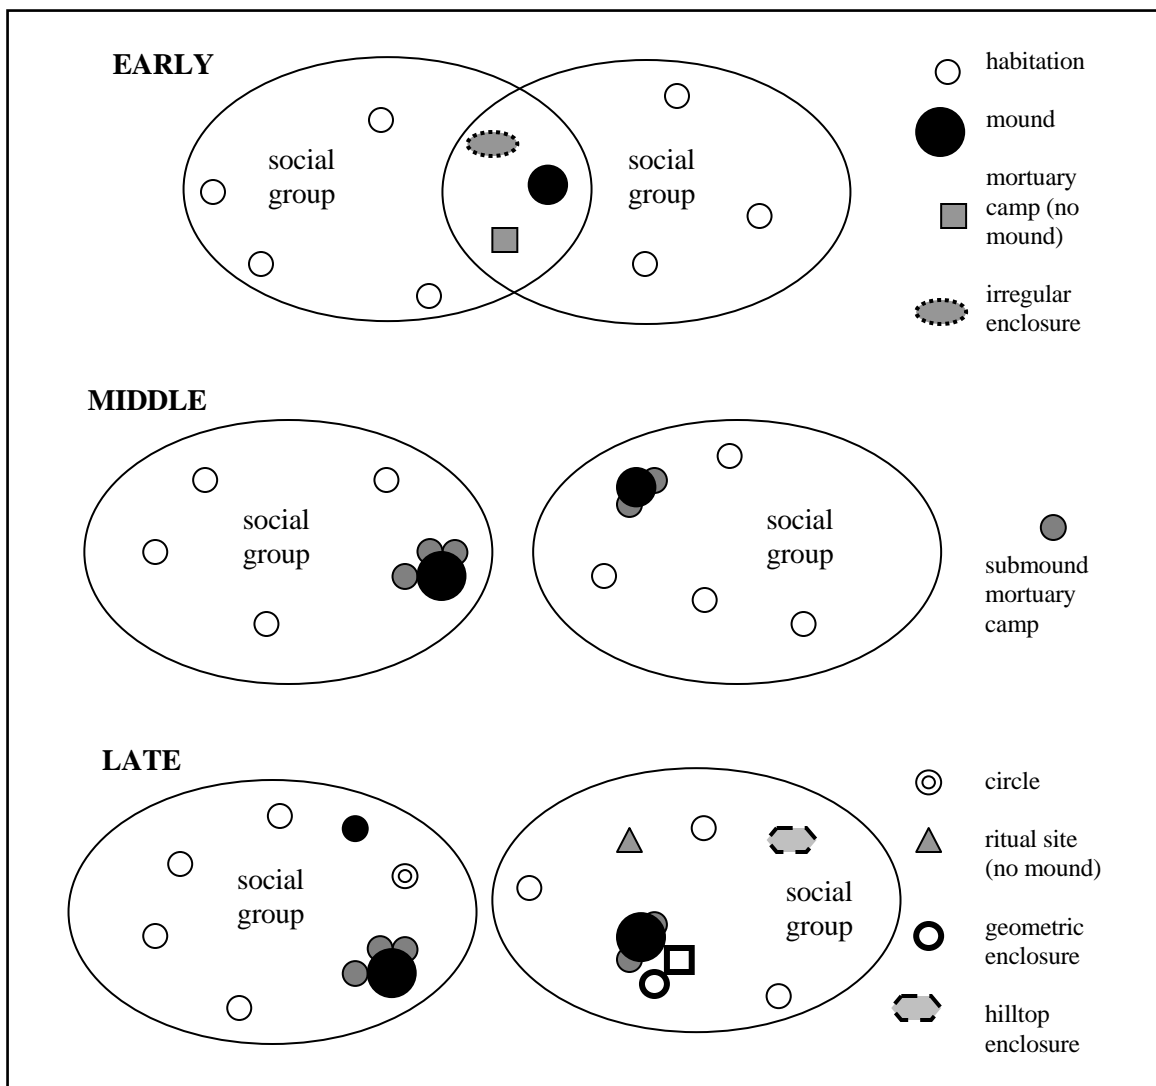 EARLY
social
group
social
group
habitation
mound
mortuary
camp (no
mound)
irregular
enclosure
MIDDLE
social
group
social
group
submound
mortuary
camp
LATE
social
group
social
group
circle
ritual site
(no mound)
geometric
enclosure
hilltop
enclosure